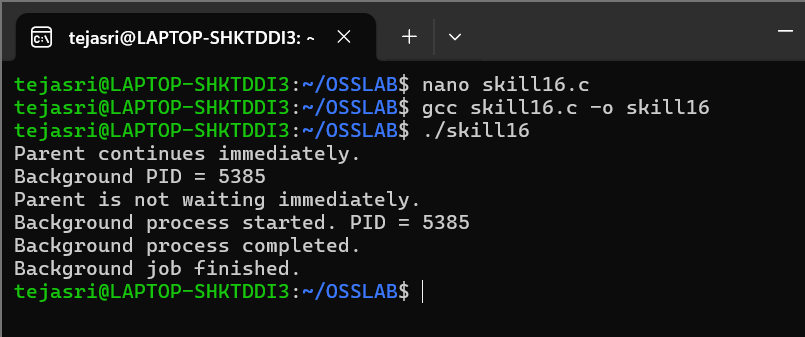 tejasri@LAPTOP-SHKTDDI3: ~
tejasri@LAPTOP-SHKTDDI3:~/OSSLAB$ nano skill16.c
tejasri@LAPTOP-SHKTDDI3:~/OSSLAB$ gcc skill16.c -o skill16
tejasri@LAPTOP-SHKTDDI3:~/OSSLAB$ ./skill16
Parent continues immediately.
Background PID = 5385
Parent is not waiting immediately.
Background process started. PID = 5385
Background process completed.
Background job finished.
tejasri@LAPTOP-SHKTDDI3:~/OSSLAB$